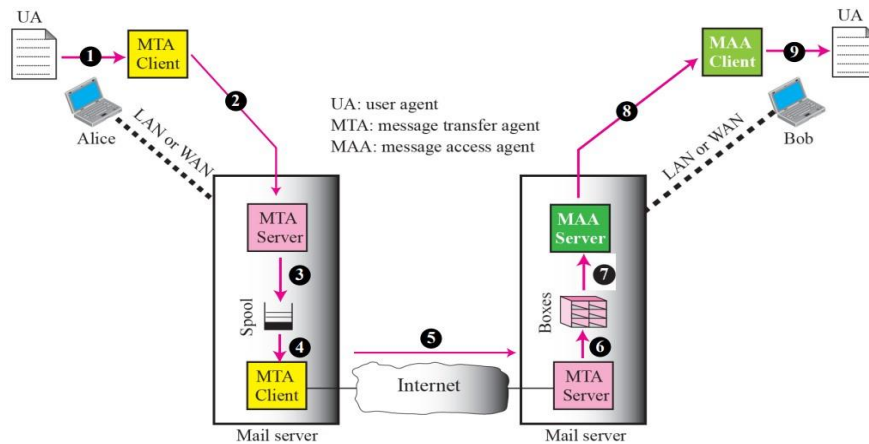 UA
1
MTA
Client
2
Alice
LAN or WAN
UA: user agent
MTA: message transfer agent
MAA: message access agent
MAA
Client
9
UA
8
LAN or WAN
Bob
MTA
Server
3
Spool
4
MTA
Client
Mail server
5
Internet
MAA
Server
7
Boxes
6
MTA
Server
Mail server